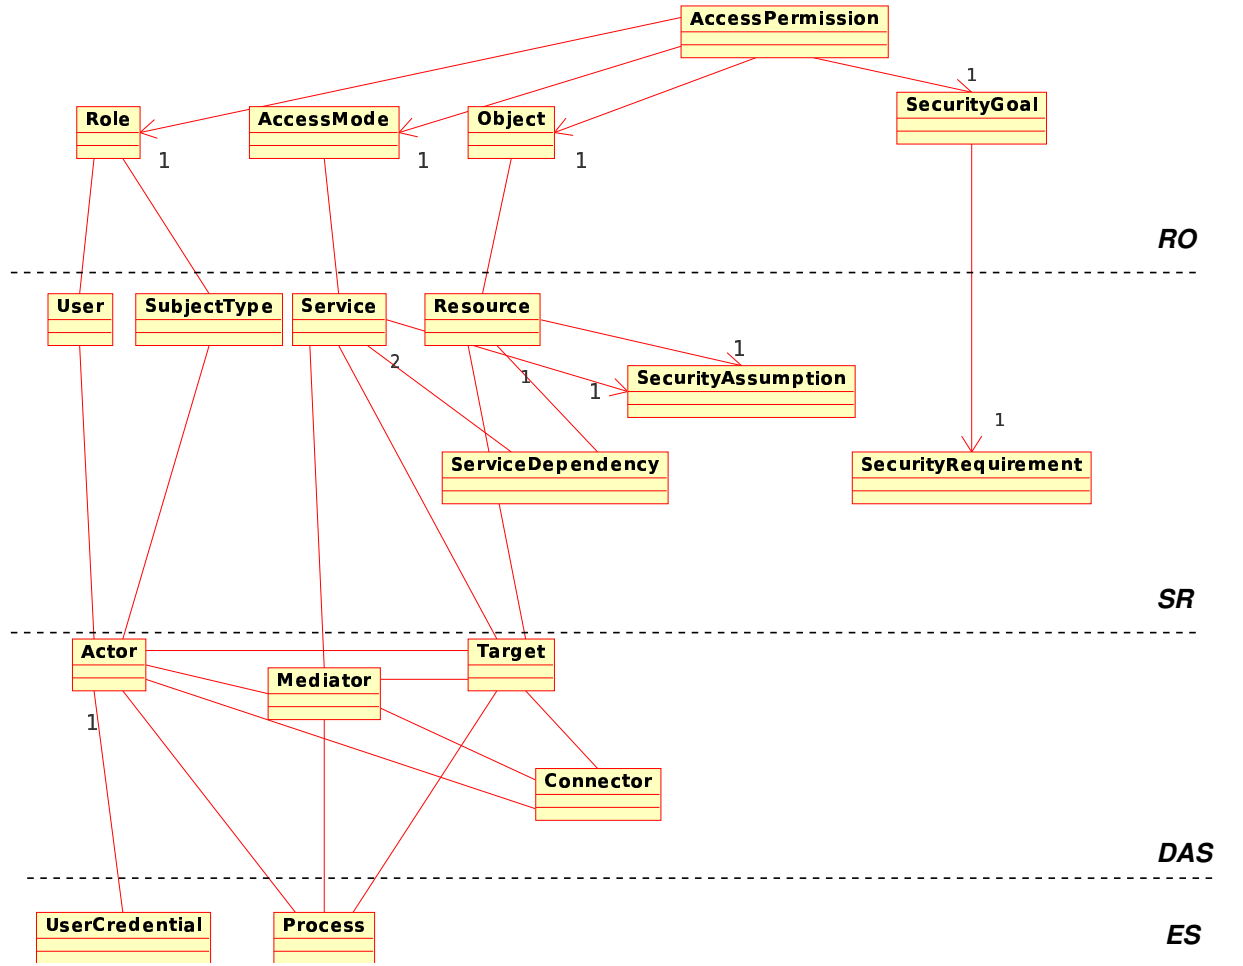 AccessPermission
1
SecurityGoal
Role
AccessMode
Object
1
1
1
RO
User
SubjectType
Service
Resource
2
1
1
SecurityAssumption
1
1
ServiceDependency
SecurityRequirement
SR
Actor
Target
Mediator
1
Connector
DAS
UserCredential
Process
ES